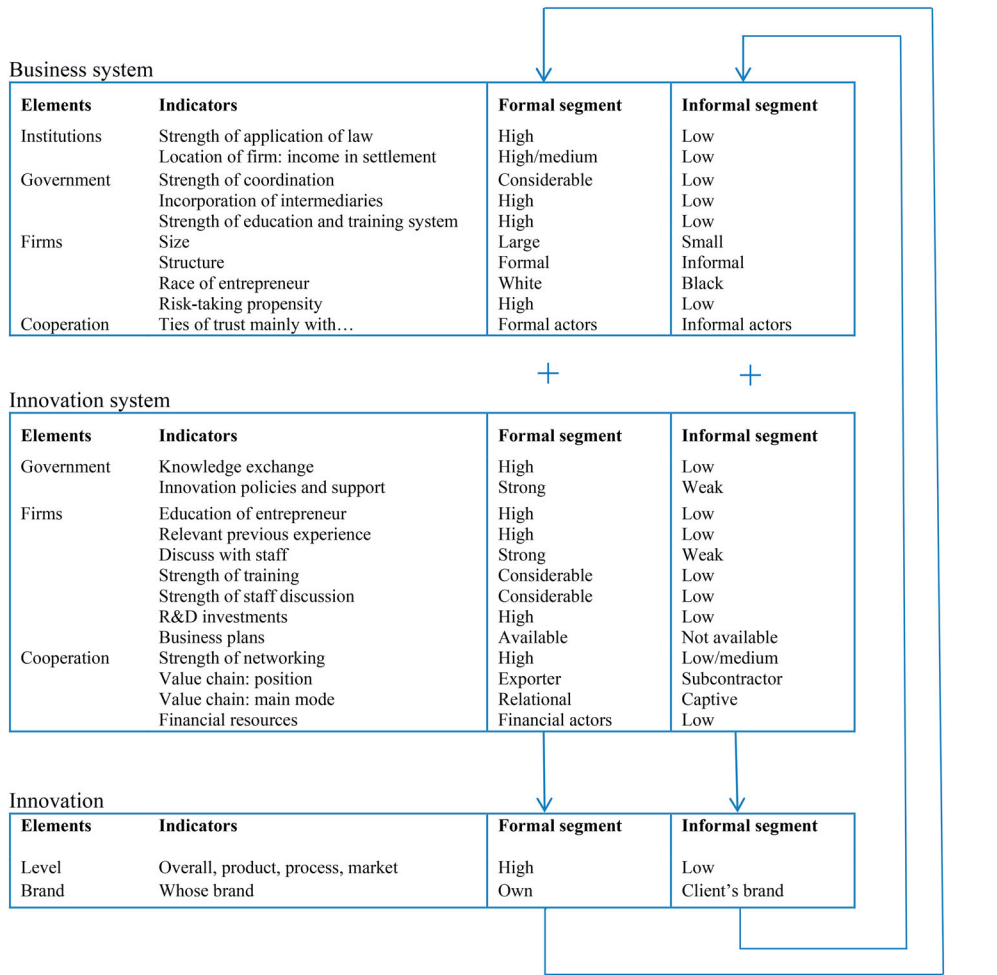 Business system
Elements Indicators Formal segment Informal segment
Institutions Strength of application of law High Low
Location of firm: income in settlement High/medium Low
Government Strength of coordination Considerable Low
Incorporation of intermediaries High Low
Strength of education and training system High Low
Firms Size Large Small
Structure Formal Informal
Race of entrepreneur White Black
Risk-taking propensity High Low
Cooperation Ties of trust mainly with… Formal actors Informal actors
+ +
Innovation system
Elements Indicators Formal segment Informal segment
Government Knowledge exchange High Low
Innovation policies and support Strong Weak
Firms Education of entrepreneur High Low
Relevant previous experience High Low
Discuss with staff Strong Weak
Strength of training Considerable Low
Strength of staff discussion Considerable Low
R&D investments High Low
Business plans Available Not available
Cooperation Strength of networking High Low/medium
Value chain: position Exporter Subcontractor
Value chain: main mode Relational Captive
Financial resources Financial actors Low
Innovation
Elements Indicators Formal segment Informal segment
Level Overall, product, process, market High Low
Brand Whose brand Own Client’s brand